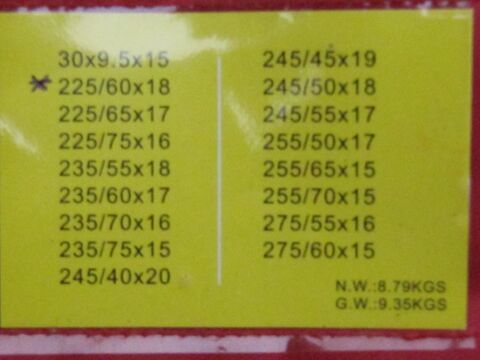 30x9.5x15
* 225/60x18
225/65x17
225/75x16
235/55x18
235/60x17
235/70x16
235/75x15
245/40x20
245/45x19
245/50x18
245/55x17
255/50x17
255/65x15
255/70x15
275/55x16
275/60x15
N.W.:8.79KGS
G.W.:9.35KGS